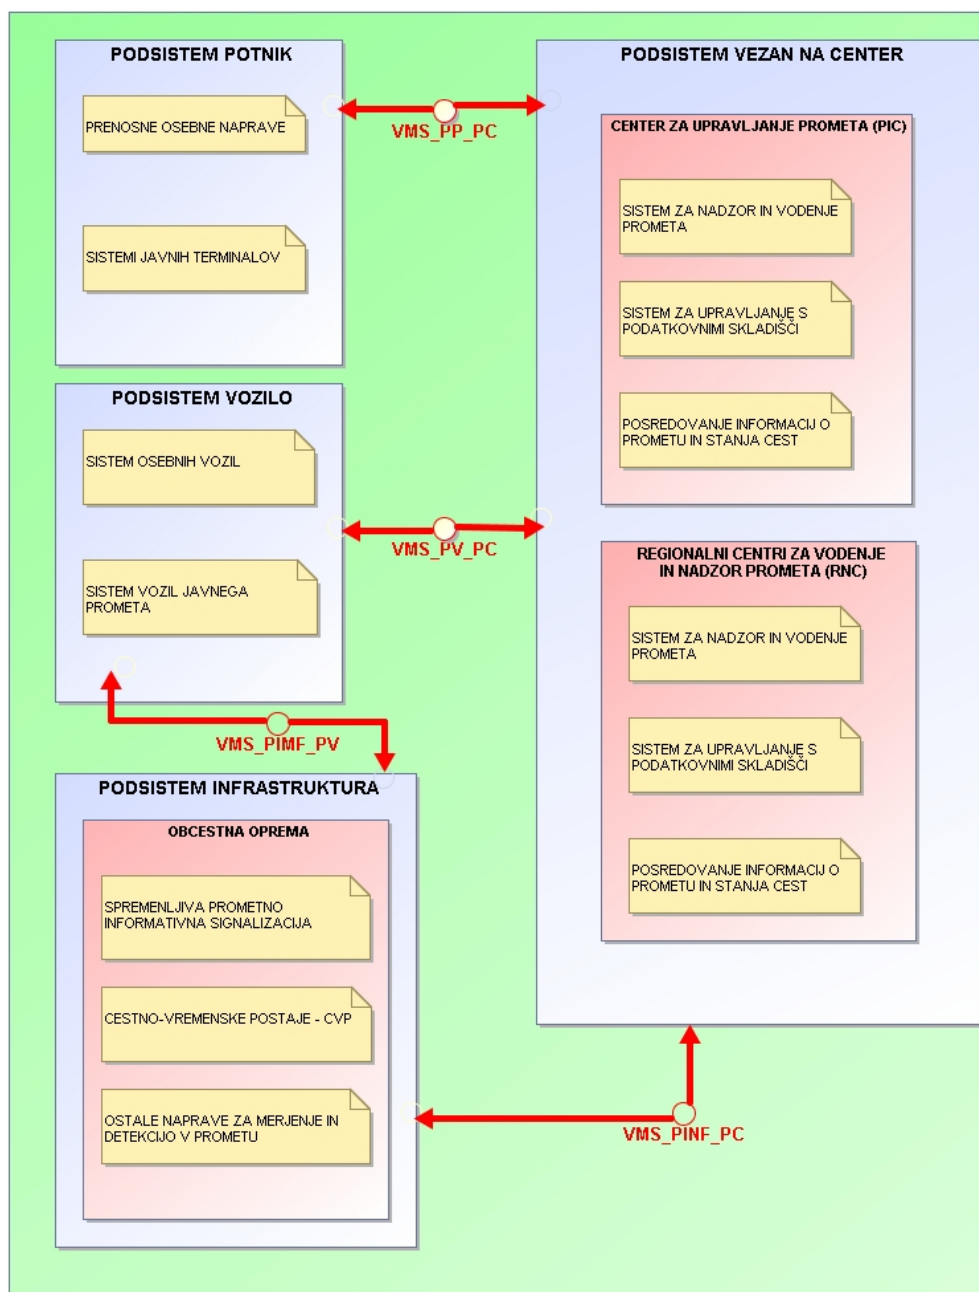 PODSISTEM POTNIK
PRENOSNE OSEBNE NAPRAVE
SISTEMI JAVNIH TERMINALOV
VMS_PP_PC
PODSISTEM VEZAN NA CENTER
CENTER ZA UPRAVLJANJE PROMETA (PIC)
SISTEM ZA NADZOR IN VODENJE
PROMETA
SISTEM ZA UPRAVLJANJE S
PODATKOVNIMI SKLADIŠČI
POSREDOVANJE INFORMACIJ O
PROMETU IN STANJA CEST
PODSISTEM VOZILO
SISTEM OSEBNIH VOZIL
SISTEM VOZIL JAVNEGA
PROMETA
VMS_PV_PC
REGIONALNI CENTRI ZA VODENJE
IN NADZOR PROMETA (RNC)
SISTEM ZA NADZOR IN VODENJE
PROMETA
SISTEM ZA UPRAVLJANJE S
PODATKOVNIMI SKLADIŠČI
POSREDOVANJE INFORMACIJ O
PROMETU IN STANJA CEST
VMS_PIMF_PV
PODSISTEM INFRASTRUKTURA
OBCESTNA OPREMA
SPREMENLJIVA PROMETNO
INFORMATIVNA SIGNALIZACIJA
CESTNO-VREMENSKE POSTAJE - CVP
OSTALE NAPRAVE ZA MERJENJE IN
DETEKCIJO V PROMETU
VMS_PINF_PC